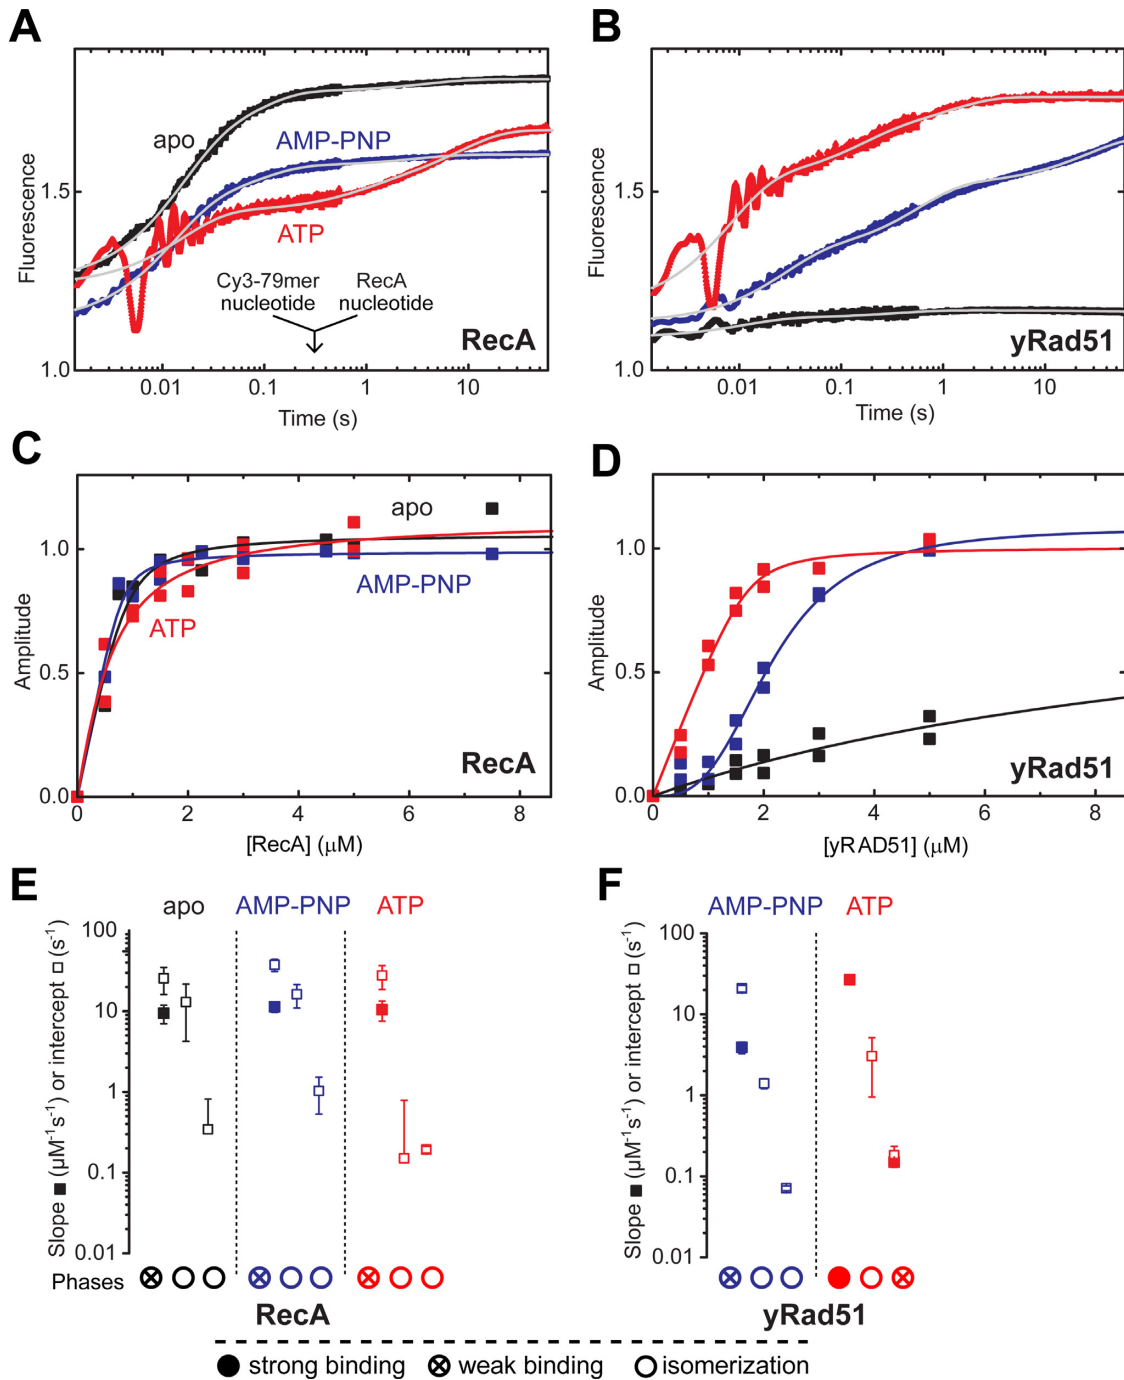 A
B
apo
AMP-PNP
ATP
Cy3-79mer
nucleotide
RecA
nucleotide
RecA
Fluorescence
1.5
1.0
0.01
0.1
1
10
Time (s)
yRad51
Fluorescence
1.5
1.0
0.01
0.1
1
10
Time (s)
C
D
apo
AMP-PNP
ATP
RecA
Amplitude
1.0
0.5
0.0
0
2
4
6
8
[RecA] (μM)
yRad51
Amplitude
1.0
0.5
0.0
0
2
4
6
8
[yRAD51] (μM)
E
F
apo
AMP-PNP
ATP
Slope ■ (μM⁻¹s⁻¹) or intercept □ (s⁻¹)
100
10
1
0.1
0.01
Phases
RecA
AMP-PNP
ATP
Slope ■ (μM⁻¹s⁻¹) or intercept □ (s⁻¹)
100
10
1
0.1
0.01
yRad51
strong binding
weak binding
isomerization